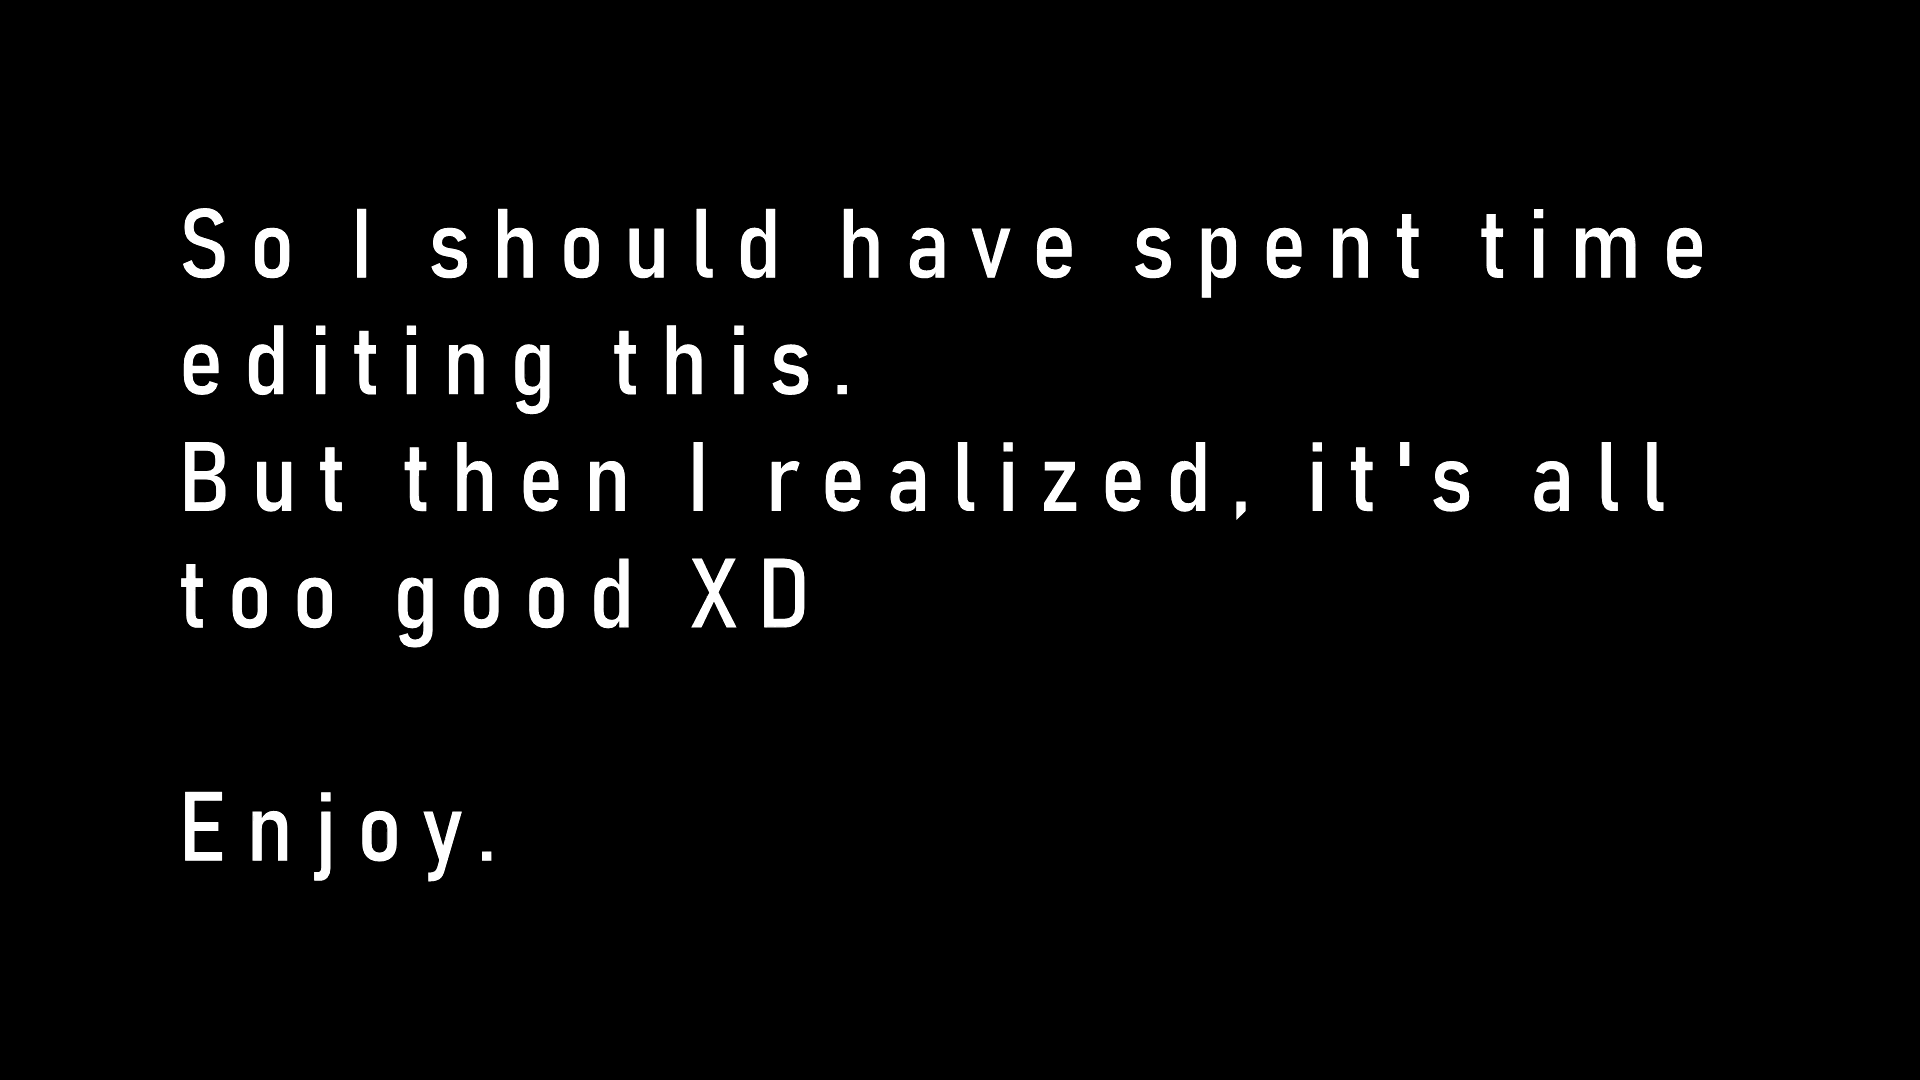 So I should have spent time
editing this.
But then I realized, it's all
too good XD
Enjoy.